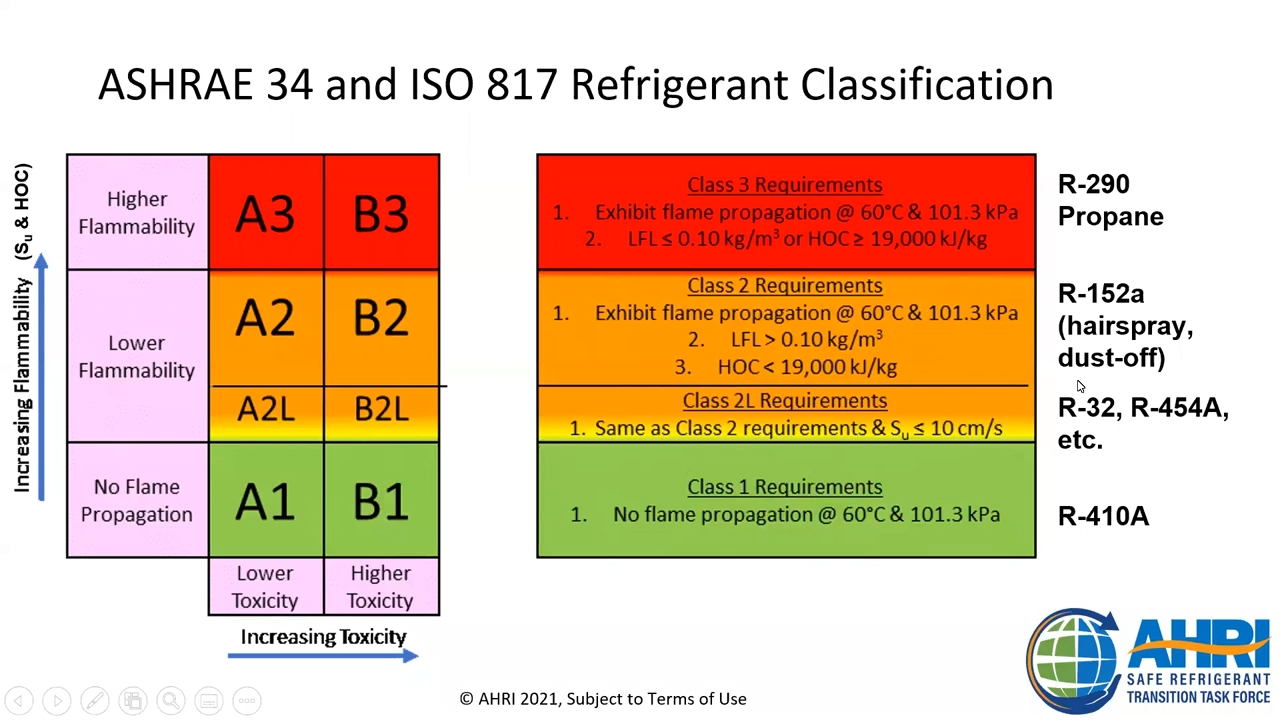 ASHRAE 34 and ISO 817 Refrigerant Classification
Increasing Flammability (Su & HOC)
Higher
Flammability
A3
B3
Lower
Flammability
A2
B2
A2L
B2L
No Flame
Propagation
A1
B1
Lower
Toxicity
Higher
Toxicity
Increasing Toxicity
Class 3 Requirements
1. Exhibit flame propagation @ 60°C & 101.3 kPa
2. LFL ≤ 0.10 kg/m³ or HOC ≥ 19,000 kJ/kg
Class 2 Requirements
1. Exhibit flame propagation @ 60°C & 101.3 kPa
2. LFL > 0.10 kg/m³
3. HOC < 19,000 kJ/kg
Class 2L Requirements
1. Same as Class 2 requirements & Su ≤ 10 cm/s
Class 1 Requirements
1. No flame propagation @ 60°C & 101.3 kPa
R-290
Propane
R-152a
(hairspray,
dust-off)
R-32, R-454A,
etc.
R-410A
AHRI
SAFE REFRIGERANT
TRANSITION TASK FORCE
© AHRI 2021, Subject to Terms of Use